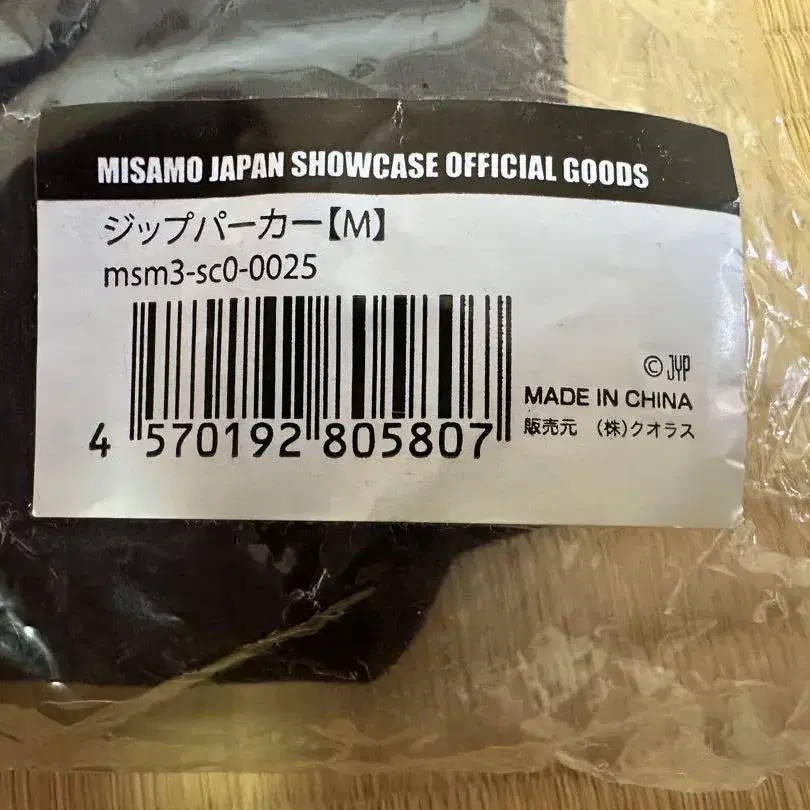 MISAMO JAPAN SHOWCASE OFFICIAL GOODS
ジップパーカー【M】
msm3-sc0-0025
©JYP
MADE IN CHINA
販売元 (株)クオラス
4 570192 805807